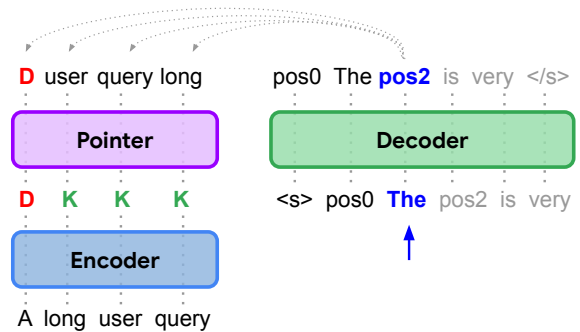 D user query long
pos0 The pos2 is very </s>
Pointer
Decoder
D K K K
<s> pos0 The pos2 is very
Encoder
A long user query